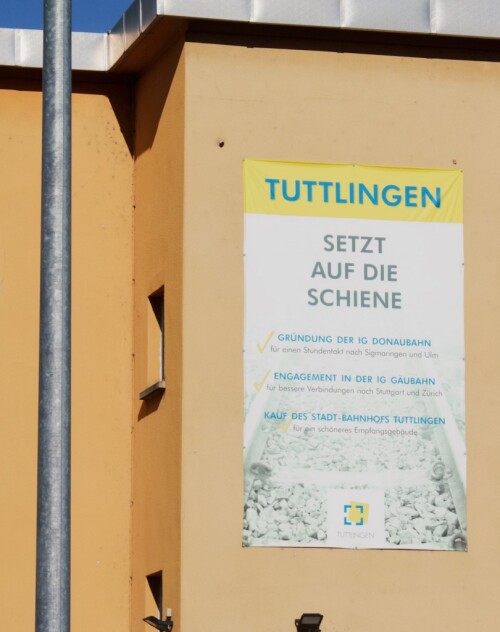 TUTTLINGEN
SETZT
AUF DIE
SCHIENE
GRÜNDUNG DER IG DONAUBAHN
für einen Stundentakt nach Sigmaringen und Ulm
ENGAGEMENT IN DER IG GÄUBAHN
für bessere Verbindungen nach Stuttgart und Zürich
KAUF DES STADT-BAHNHOFS TUTTLINGEN
für ein schöneres Empfangsgebäude
TUTTLINGEN